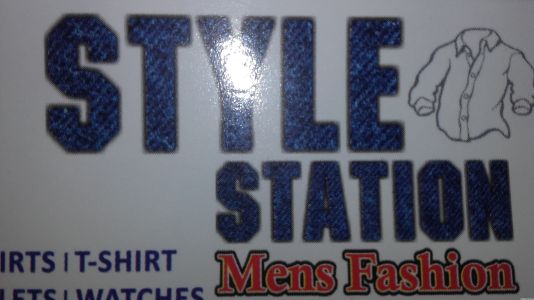 STYLE
STATION
IRTS | T-SHIRT
Mens Fashion
LETS | WATCHES